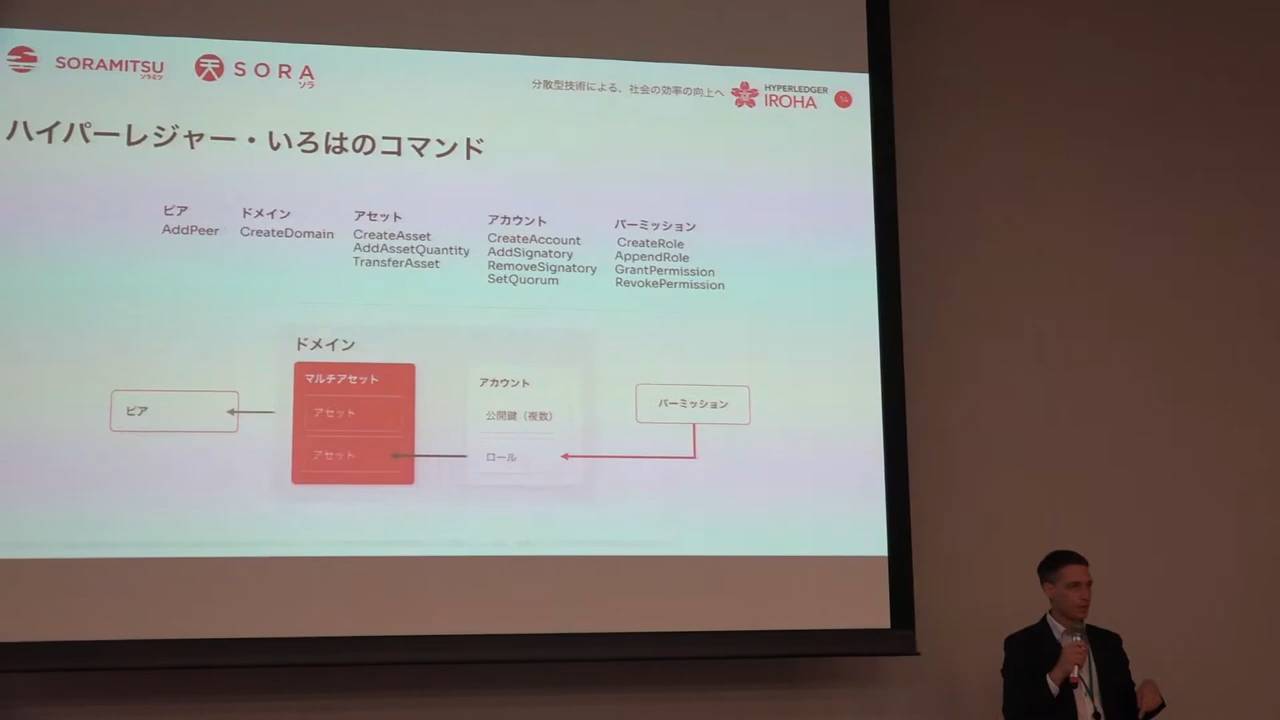 SORAMITSU
ソラミツ
SORA
ソラ
分散型技術による、社会の効率の向上へ
HYPERLEDGER
IROHA
14
ハイパーレジャー・いろはのコマンド
ピア
AddPeer
ドメイン
CreateDomain
アセット
CreateAsset
AddAssetQuantity
TransferAsset
アカウント
CreateAccount
AddSignatory
RemoveSignatory
SetQuorum
パーミッション
CreateRole
AppendRole
GrantPermission
RevokePermission
ドメイン
マルチアセット
アセット
アセット
ピア
アカウント
公開鍵（複数）
ロール
パーミッション